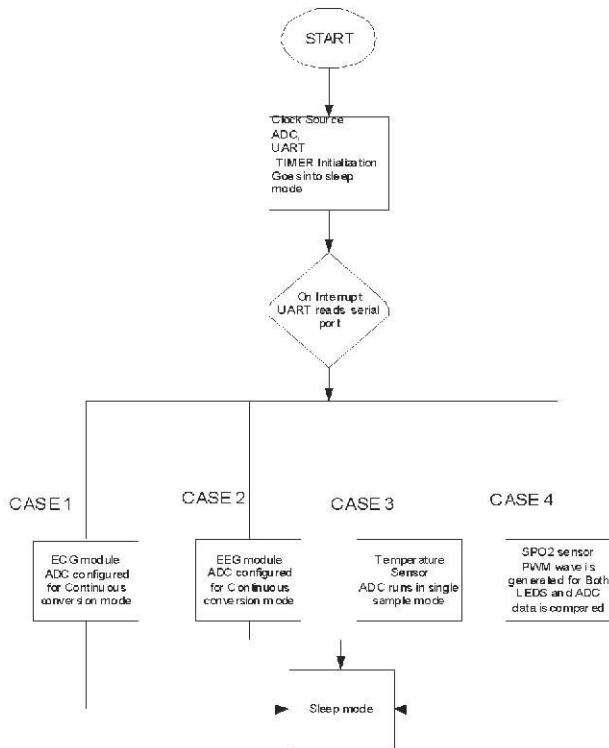 START
Clock Source
ADC,
UART
TIMER Initialization
Goes into sleep
mode
On Interrupt
UART reads serial
port
CASE 1
CASE 2
CASE 3
CASE 4
ECG module
ADC configured
for Continuous
conversion mode
EEG module
ADC configured
for Continuous
conversion mode
Temperature
Sensor
ADC runs in single
sample mode
SPO2 sensor
PWM wave is
generated for Both
LEDS and ADC
data is compared
Sleep mode